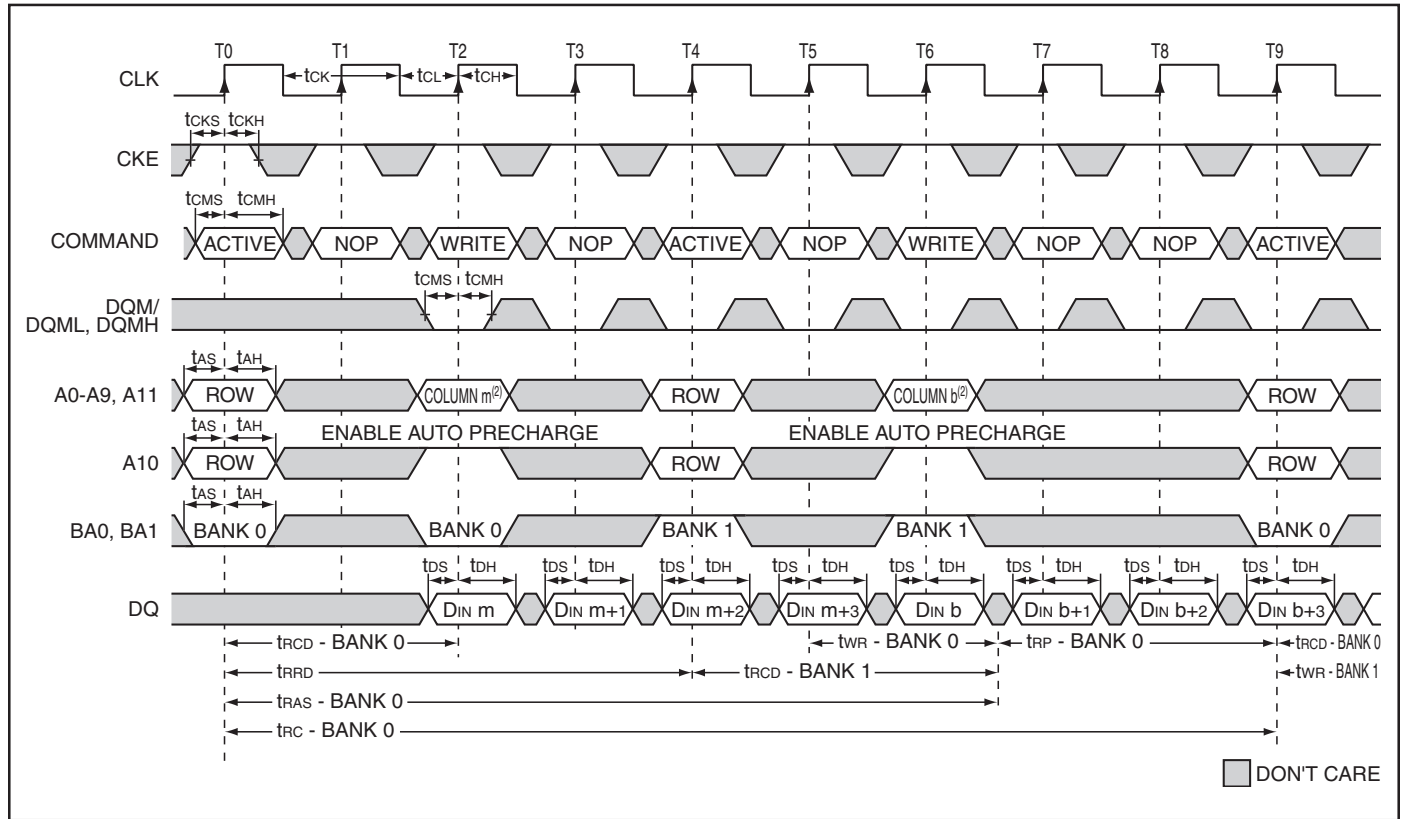 T0 T1 T2 T3 T4 T5 T6 T7 T8 T9
CLK tCK tCL tCH
tCKS tCKH
CKE
tCMS tCMH
COMMAND ACTIVE NOP WRITE NOP ACTIVE NOP WRITE NOP NOP ACTIVE
tCMS tCMH
DQM/
DQML, DQMH
tAS tAH
A0-A9, A11 ROW COLUMN m(2) ROW COLUMN b(2) ROW
tAS tAH ENABLE AUTO PRECHARGE ENABLE AUTO PRECHARGE
A10 ROW ROW ROW
tAS tAH
BA0, BA1 BANK 0 BANK 0 BANK 1 BANK 1 BANK 0
tDS tDH tDS tDH tDS tDH tDS tDH tDS tDH tDS tDH tDS tDH tDS tDH
DQ DIN m DIN m+1 DIN m+2 DIN m+3 DIN b DIN b+1 DIN b+2 DIN b+3
tRCD - BANK 0 tWR - BANK 0 tRP - BANK 0 tRCD - BANK 0
tRRD tRCD - BANK 1 tWR - BANK 1
tRAS - BANK 0
tRC - BANK 0
DON'T CARE